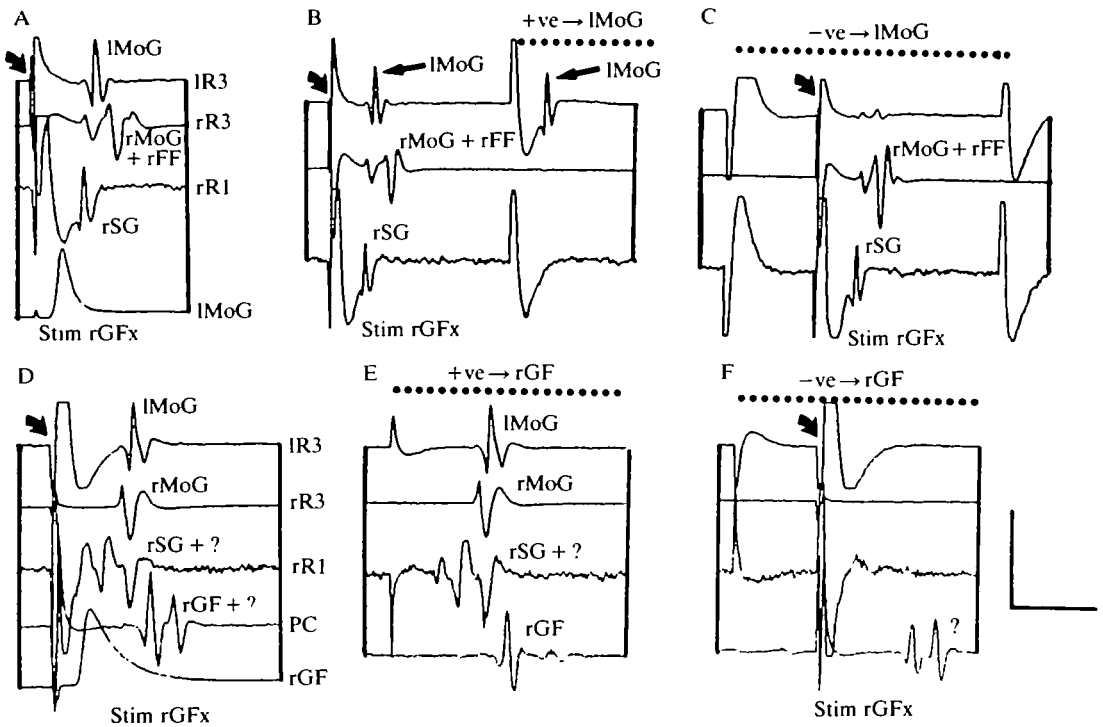 A
lMoG
lR3
rR3
rMoG
+ rFF
rR1
rSG
lMoG
Stim rGFx
B
+ve → lMoG
lMoG
lMoG
rMoG + rFF
rSG
Stim rGFx
C
−ve → lMoG
rMoG + rFF
rSG
Stim rGFx
D
lMoG
lR3
rMoG
rR3
rSG + ?
rR1
rGF + ?
PC
rGF
Stim rGFx
E
+ve → rGF
lMoG
rMoG
rSG + ?
rGF
F
−ve → rGF
?
Stim rGFx